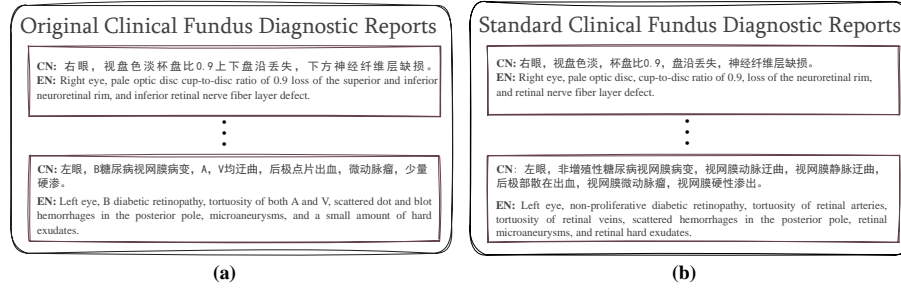 Original Clinical Fundus Diagnostic Reports
CN: 右眼，视盘色淡杯盘比0.9上下盘沿丢失，下方神经纤维层缺损。
EN: Right eye, pale optic disc cup-to-disc ratio of 0.9 loss of the superior and inferior
neuroretinal rim, and inferior retinal nerve fiber layer defect.
CN: 左眼，B糖尿病视网膜病变，A，V均迂曲，后极点片出血，微动脉瘤，少量
硬渗。
EN: Left eye, B diabetic retinopathy, tortuosity of both A and V, scattered dot and blot
hemorrhages in the posterior pole, microaneurysms, and a small amount of hard
exudates.
(a)
Standard Clinical Fundus Diagnostic Reports
CN: 右眼，视盘色淡，杯盘比0.9，盘沿丢失，神经纤维层缺损。
EN: Right eye, pale optic disc, cup-to-disc ratio of 0.9, loss of the neuroretinal rim,
and retinal nerve fiber layer defect.
CN: 左眼，非增殖性糖尿病视网膜病变，视网膜动脉迂曲，视网膜静脉迂曲，
后极部散在出血，视网膜微动脉瘤，视网膜硬性渗出。
EN: Left eye, non-proliferative diabetic retinopathy, tortuosity of retinal arteries,
tortuosity of retinal veins, scattered hemorrhages in the posterior pole, retinal
microaneurysms, and retinal hard exudates.
(b)